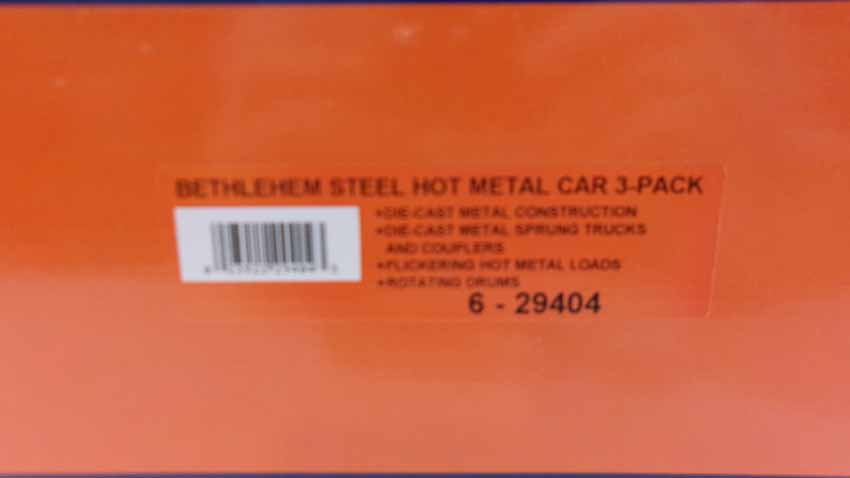 BETHLEHEM STEEL HOT METAL CAR 3-PACK
•DIE-CAST METAL CONSTRUCTION
•DIE-CAST METAL SPRUNG TRUCKS
AND COUPLERS
•FLICKERING HOT METAL LOADS
•ROTATING DRUMS
6 - 29404